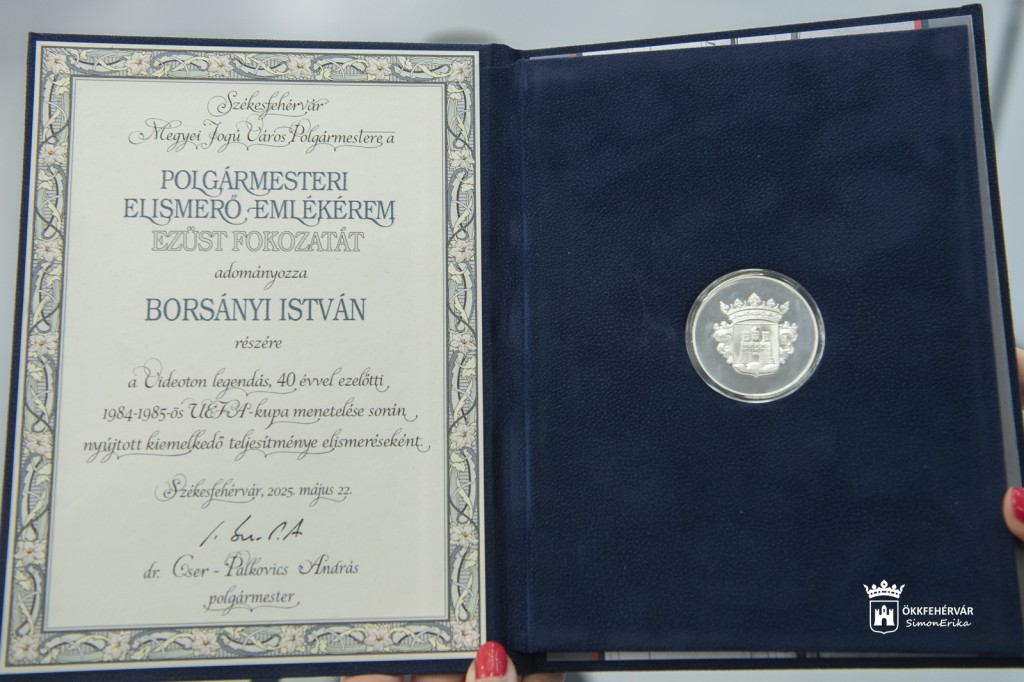 Székesfehérvár
Megyei Jogú Város Polgármestere a
POLGÁRMESTERI
ELISMERŐ EMLÉKÉREM
EZÜST FOKOZATÁT
adományozza
BORSÁNYI ISTVÁN
részére
a Videoton legendás, 40 évvel ezelőtti
1984-1985-ös UEFA-kupa menetelése során
nyújtott kiemelkedő teljesítménye elismeréseként.
Székesfehérvár, 2025. május 22.
dr. Cser - Palkovics András
polgármester
ÖKKFEHÉRVÁR
SimonErika